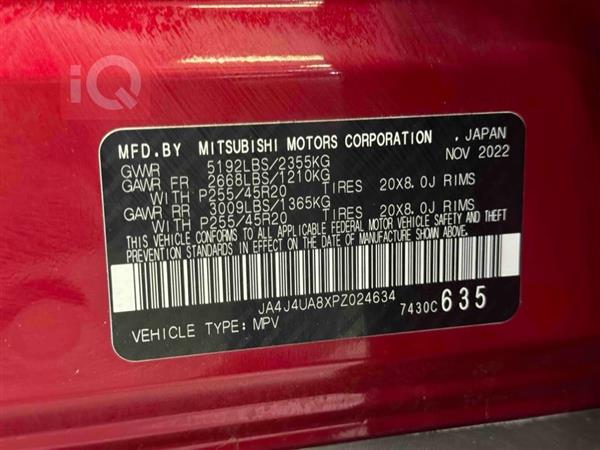 iQ
MFD.BY MITSUBISHI MOTORS CORPORATION , JAPAN
GVWR 5192LBS/2355KG NOV 2022
GAWR FR 2668LBS/1210KG
WITH P255/45R20 TIRES 20X8.0J RIMS
GAWR RR 3009LBS/1365KG
WITH P255/45R20 TIRES 20X8.0J RIMS
THIS VEHICLE CONFORMS TO ALL APPLICABLE FEDERAL MOTOR VEHICLE SAFETY AND THEFT
PREVENTION STANDARDS IN EFFECT ON THE DATE OF MANUFACTURE SHOWN ABOVE.
JA4J4UA8XPZ024634
7430C 635
VEHICLE TYPE: MPV